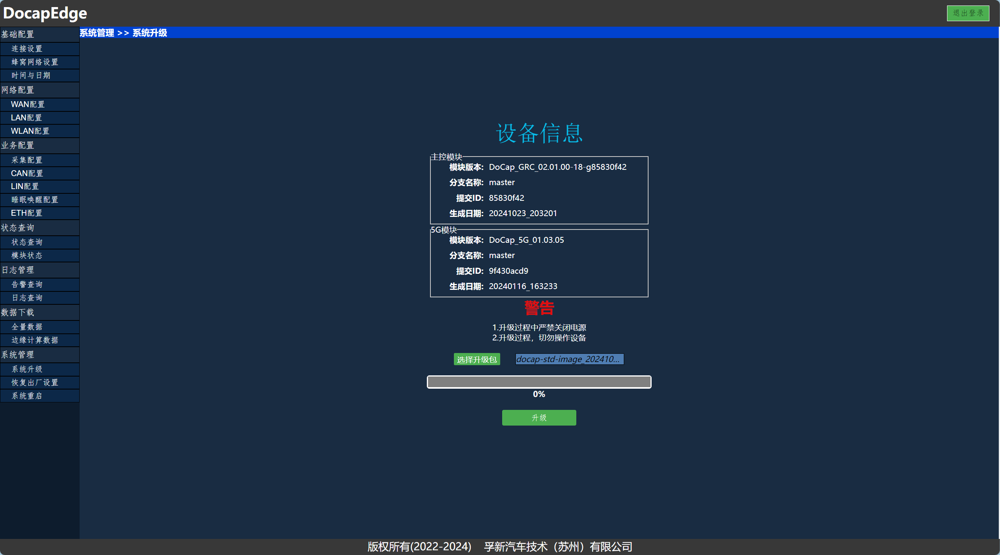 DocapEdge
退出登录
基础配置
连接设置
蜂窝网络设置
时间与日期
网络配置
WAN配置
LAN配置
WLAN配置
业务配置
采集配置
CAN配置
LIN配置
睡眠唤醒配置
ETH配置
状态查询
状态查询
模块状态
日志管理
告警查询
日志查询
数据下载
全量数据
边缘计算数据
系统管理
系统升级
恢复出厂设置
系统重启
系统管理 >> 系统升级
设备信息
主控模块
模块版本: DoCap_GRC_02.01.00-18-g85830f42
分支名称: master
提交ID: 85830f42
生成日期: 20241023_203201
5G模块
模块版本: DoCap_5G_01.03.05
分支名称: master
提交ID: 9f430acd9
生成日期: 20240116_163233
警告
1.升级过程中严禁关闭电源
2.升级过程，切勿操作设备
选择升级包 docap-std-image_202410...
0%
升级
版权所有(2022-2024) 孚新汽车技术（苏州）有限公司